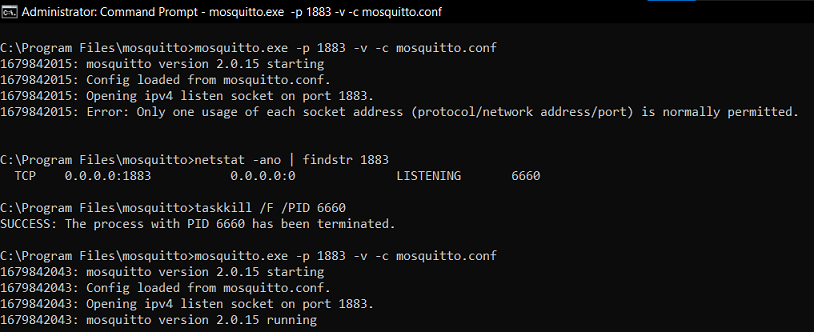 Administrator: Command Prompt - mosquitto.exe -p 1883 -v -c mosquitto.conf
C:\Program Files\mosquitto>mosquitto.exe -p 1883 -v -c mosquitto.conf
1679842015: mosquitto version 2.0.15 starting
1679842015: Config loaded from mosquitto.conf.
1679842015: Opening ipv4 listen socket on port 1883.
1679842015: Error: Only one usage of each socket address (protocol/network address/port) is normally permitted.
C:\Program Files\mosquitto>netstat -ano | findstr 1883
TCP    0.0.0.0:1883           0.0.0.0:0              LISTENING       6660
C:\Program Files\mosquitto>taskkill /F /PID 6660
SUCCESS: The process with PID 6660 has been terminated.
C:\Program Files\mosquitto>mosquitto.exe -p 1883 -v -c mosquitto.conf
1679842043: mosquitto version 2.0.15 starting
1679842043: Config loaded from mosquitto.conf.
1679842043: Opening ipv4 listen socket on port 1883.
1679842043: mosquitto version 2.0.15 running